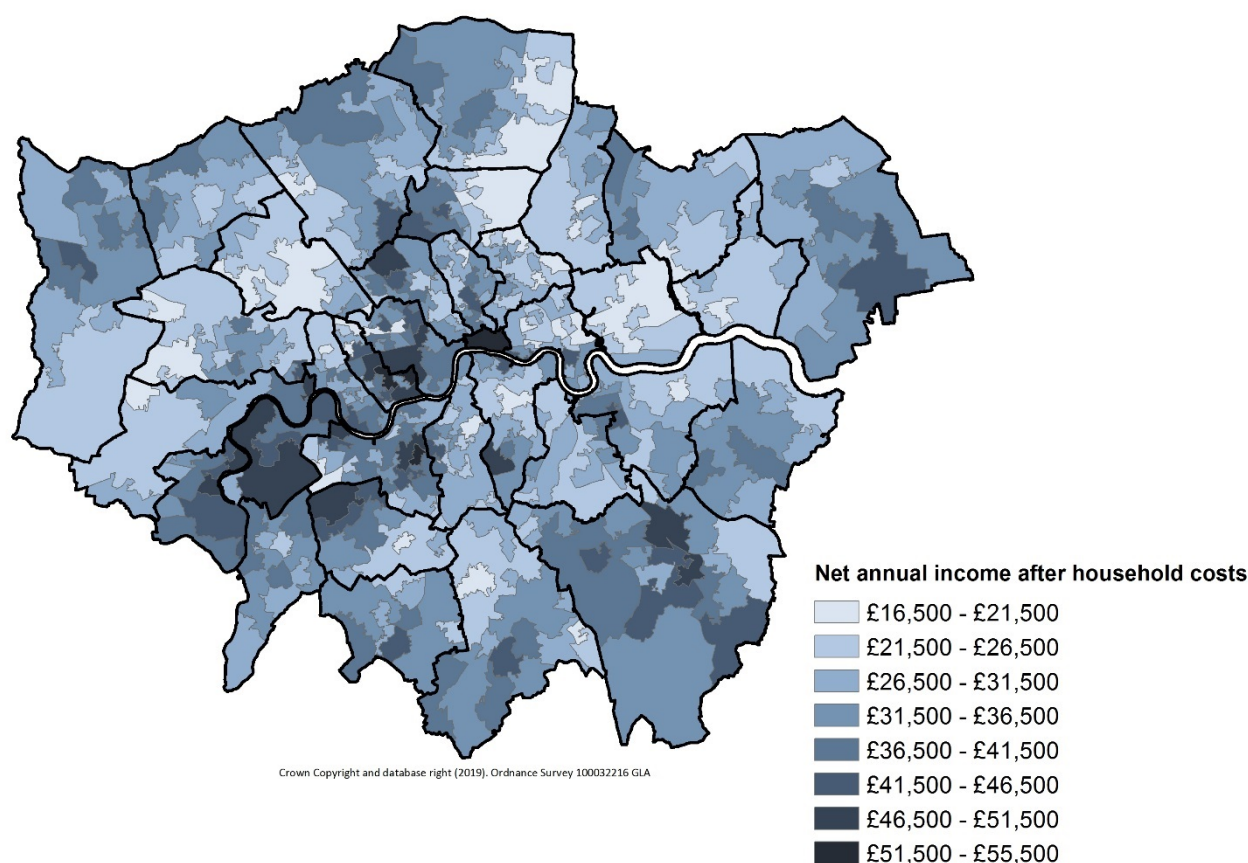 Net annual income after household costs
£16,500 - £21,500
£21,500 - £26,500
£26,500 - £31,500
£31,500 - £36,500
£36,500 - £41,500
£41,500 - £46,500
£46,500 - £51,500
£51,500 - £55,500
Crown Copyright and database right (2019). Ordnance Survey 100032216 GLA